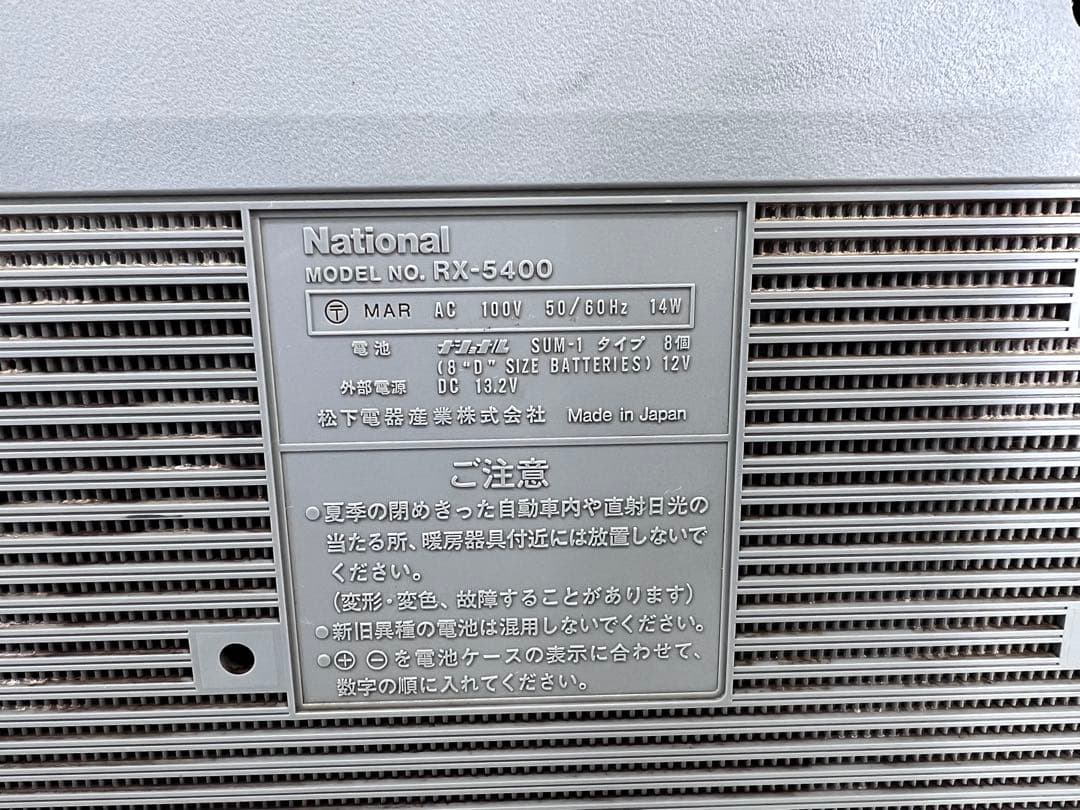 National
MODEL NO. RX-5400
〒 MAR AC 100V 50/60Hz 14W
電池 ナショナル SUM-1 タイプ 8個
(8 "D" SIZE BATTERIES) 12V
外部電源 DC 13.2V
松下電器産業株式会社 Made in Japan
ご注意
●夏季の閉めきった自動車内や直射日光の
当たる所、暖房器具付近には放置しないで
ください。
(変形・変色、故障することがあります)
●新旧異種の電池は混用しないでください。
●⊕ ⊖を電池ケースの表示に合わせて、
数字の順に入れてください。